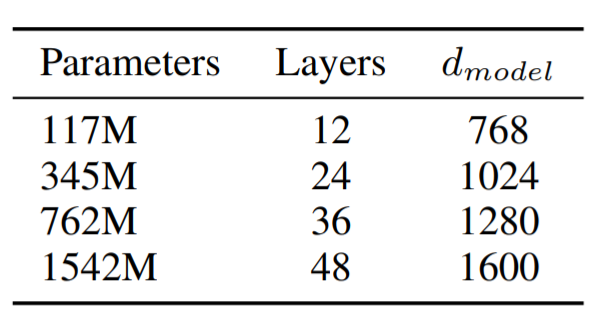 Parameters Layers d_model
117M 12 768
345M 24 1024
762M 36 1280
1542M 48 1600